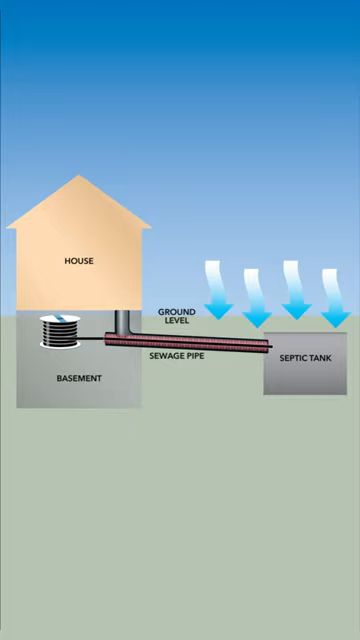 HOUSE
GROUND
LEVEL
SEWAGE PIPE
SEPTIC TANK
BASEMENT